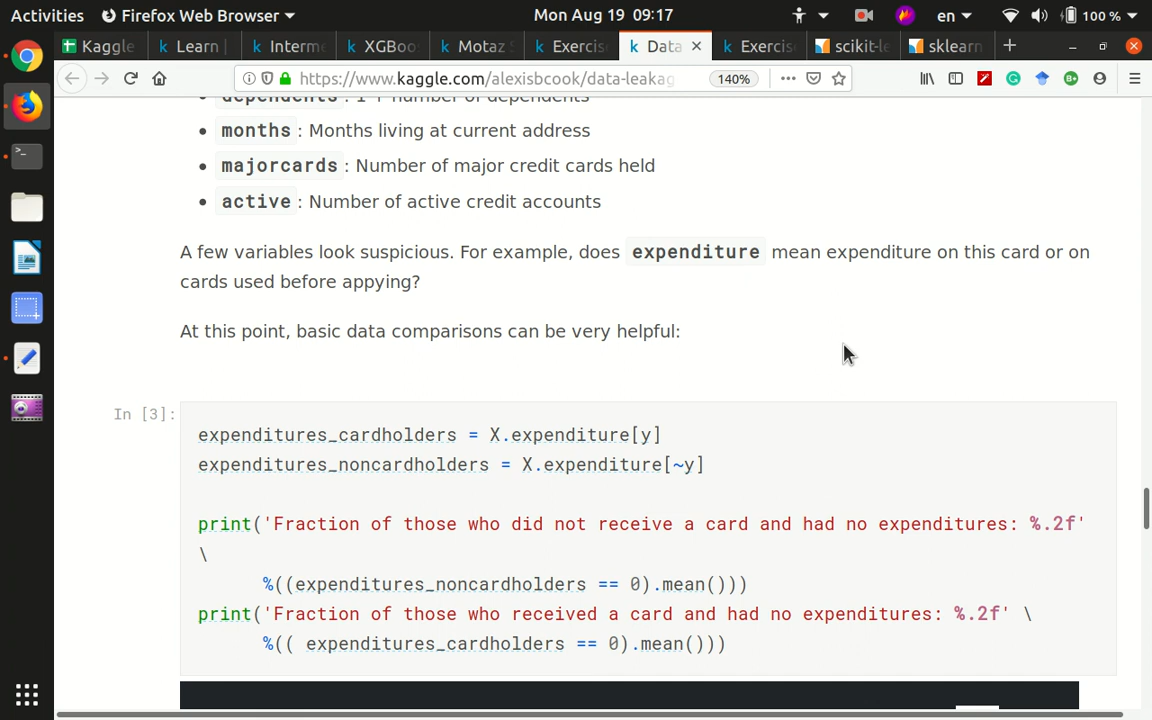 Activities Firefox Web Browser Mon Aug 19 09:17 en 100 %
Kaggle Learn | Interme XGBoo Motaz Exercis Data Exercis scikit-le sklearn
https://www.kaggle.com/alexisbcook/data-leakag 140%
dependents : 1 + number of dependents
months : Months living at current address
majorcards : Number of major credit cards held
active : Number of active credit accounts
A few variables look suspicious. For example, does expenditure mean expenditure on this card or on
cards used before appying?
At this point, basic data comparisons can be very helpful:
In [3]:
expenditures_cardholders = X.expenditure[y]
expenditures_noncardholders = X.expenditure[~y]
print('Fraction of those who did not receive a card and had no expenditures: %.2f'
\
%((expenditures_noncardholders == 0).mean()))
print('Fraction of those who received a card and had no expenditures: %.2f' \
%(( expenditures_cardholders == 0).mean()))